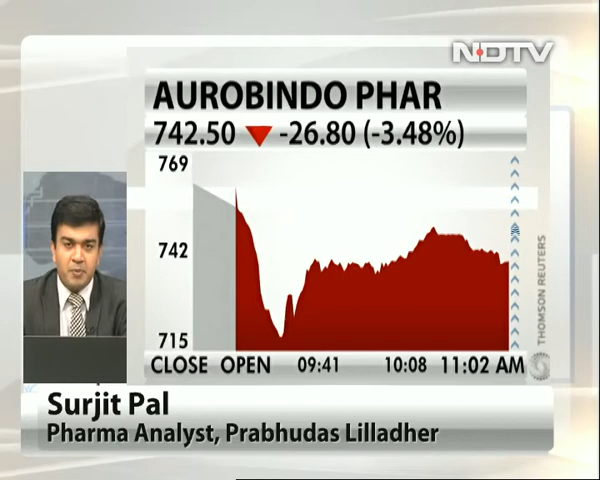 NDTV
AUROBINDO PHAR
742.50 -26.80 (-3.48%)
769
742
715
CLOSE OPEN 09:41 10:08 11:02 AM
THOMSON REUTERS
Surjit Pal
Pharma Analyst, Prabhudas Lilladher